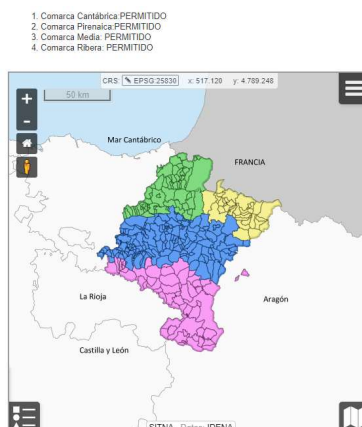 1. Comarca Cantábrica:PERMITIDO
2. Comarca Pirenaica:PERMITIDO
3. Comarca Media: PERMITIDO
4. Comarca Ribera: PERMITIDO
CRS: EPSG:25830 x: 517.120 y: 4.789.248
+
50 km
-
Mar Cantábrico
FRANCIA
La Rioja
Aragón
Castilla y León
SITNA Datos: IDENA